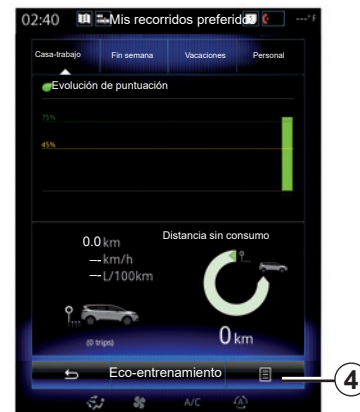 02:40 Mis recorridos preferidos ---°F
Casa-trabajo Fin semana Vacaciones Personal
Evolución de puntuación
75%
45%
0.0 km
--- km/h
--- L/100km
Distancia sin consumo
(0 trips)
0 km
Eco-entrenamiento
4
A/C